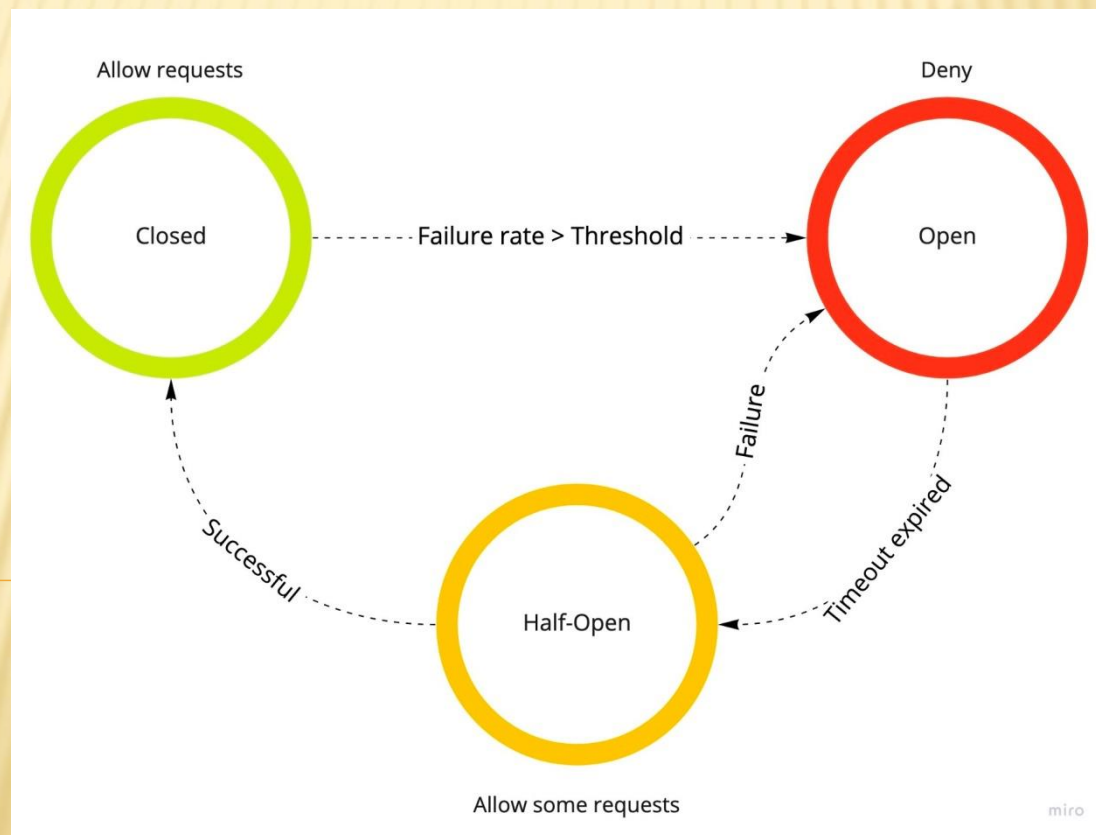 Allow requests
Deny
Closed
Failure rate > Threshold
Open
Failure
Timeout expired
Successful
Half-Open
Allow some requests
miro